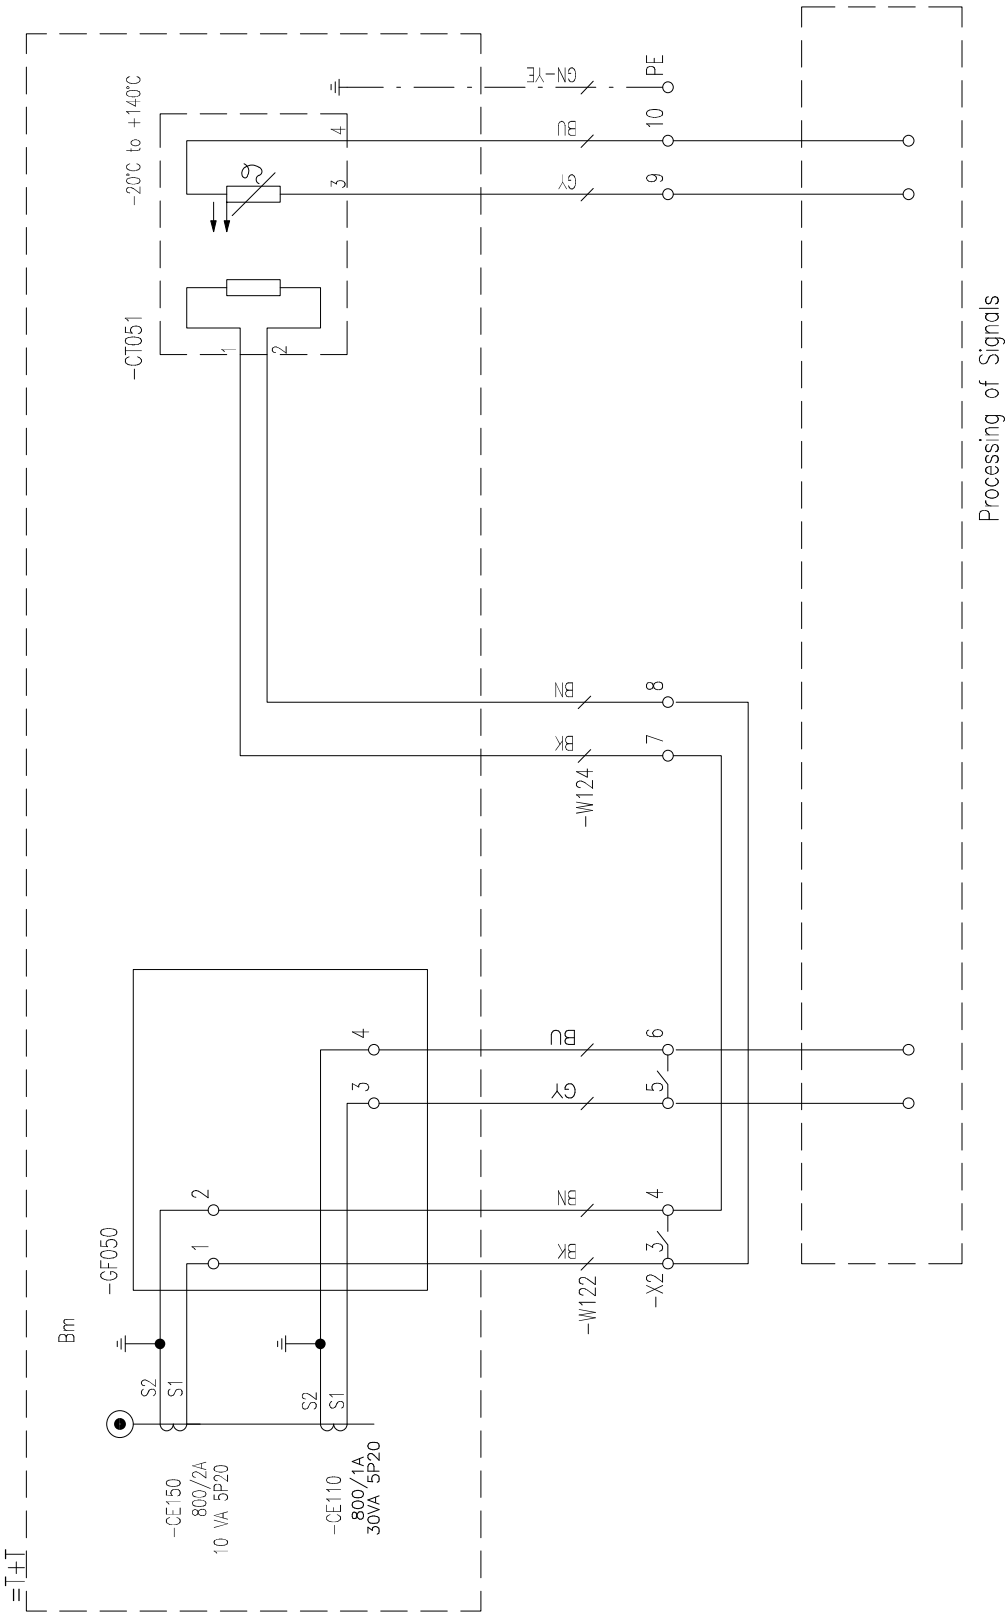 =T+T
-CE150
800/2A
10 VA 5P20
-CE110
800/1A
30VA 5P20
S2
S1
S2
S1
Bm
-GF050
1
2
3
4
-W122
BK
BN
GY
BU
-X2
3
4
5
6
-W124
BK
BN
7
8
-CT051
-20°C to +140°C
1
2
3
4
GY
BU
GN-YE
9
10
PE
Processing of Signals